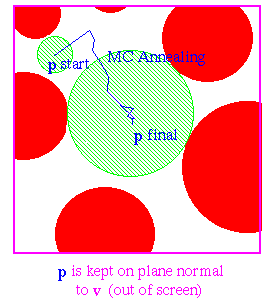 MC Annealing
p start
p final
p is kept on plane normal
to v (out of screen)